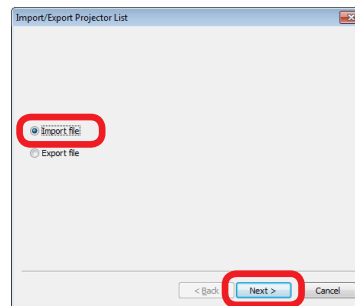 Import/Export Projector List
Import file
Export file
< Back
Next >
Cancel